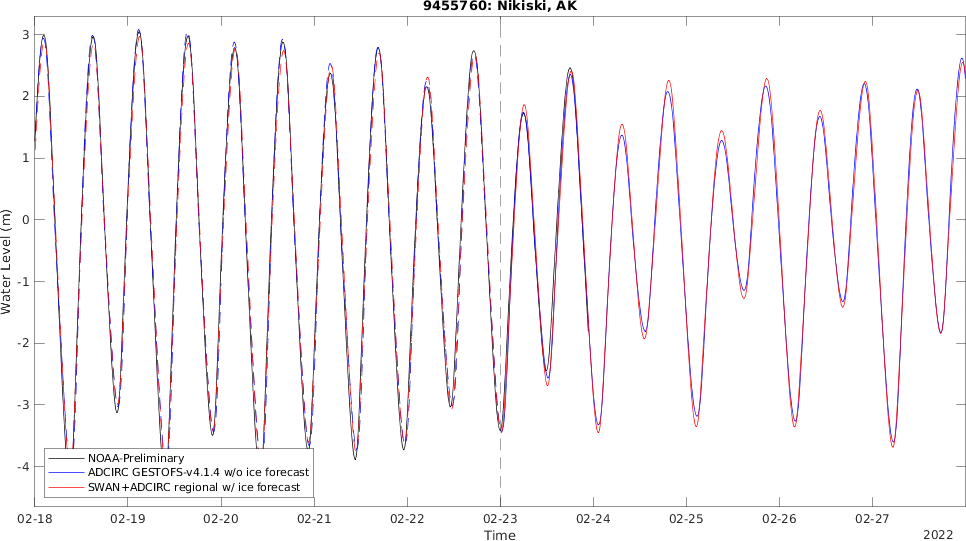 9455760: Nikiski, AK
3
2
1
0
-1
-2
-3
-4
Water Level (m)
NOAA-Preliminary
ADCIRC GESTOFS-v4.1.4 w/o ice forecast
SWAN+ADCIRC regional w/ ice forecast
02-18 02-19 02-20 02-21 02-22 02-23 02-24 02-25 02-26 02-27
Time
2022